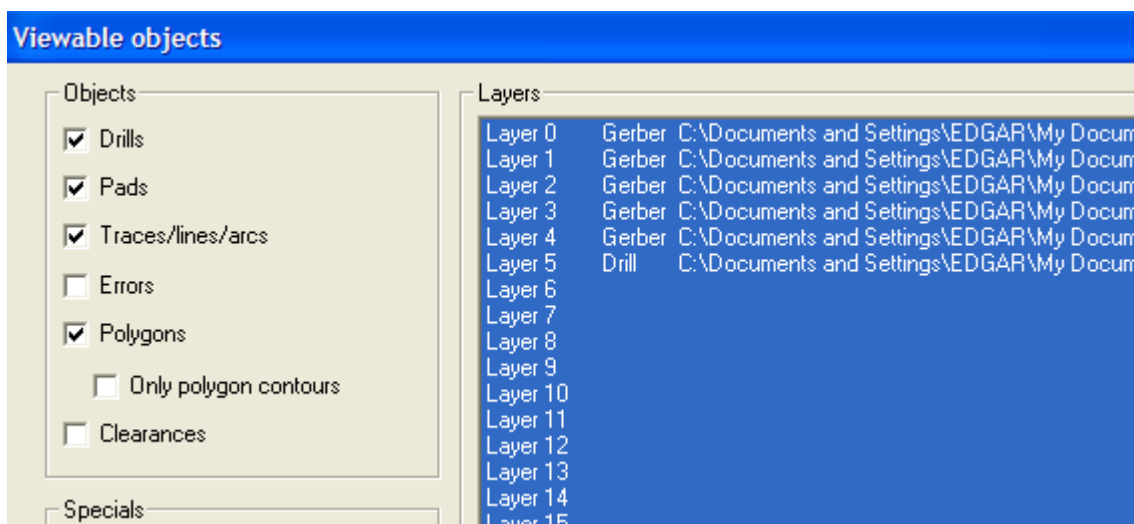 Viewable objects
Objects
Drills
Pads
Traces/lines/arcs
Errors
Polygons
Only polygon contours
Clearances
Specials
Layers
Layer 0 Gerber C:\Documents and Settings\EDGAR\My Docum
Layer 1 Gerber C:\Documents and Settings\EDGAR\My Docum
Layer 2 Gerber C:\Documents and Settings\EDGAR\My Docum
Layer 3 Gerber C:\Documents and Settings\EDGAR\My Docum
Layer 4 Gerber C:\Documents and Settings\EDGAR\My Docum
Layer 5 Drill C:\Documents and Settings\EDGAR\My Docum
Layer 6
Layer 7
Layer 8
Layer 9
Layer 10
Layer 11
Layer 12
Layer 13
Layer 14
Layer 15